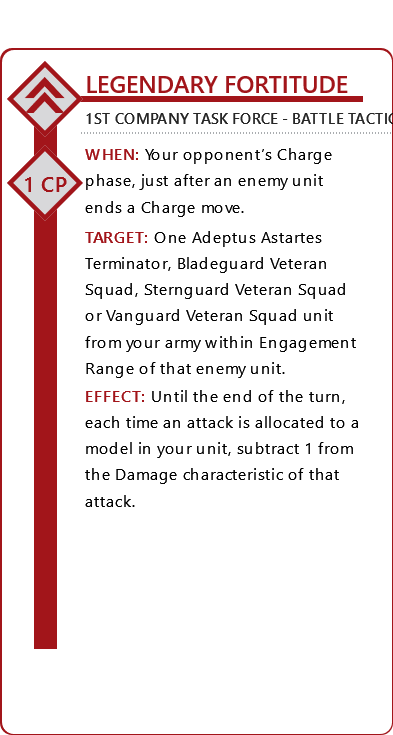 LEGENDARY FORTITUDE
1ST COMPANY TASK FORCE - BATTLE TACTIC
1 CP
WHEN: Your opponent’s Charge
phase, just after an enemy unit
ends a Charge move.
TARGET: One Adeptus Astartes
Terminator, Bladeguard Veteran
Squad, Sternguard Veteran Squad
or Vanguard Veteran Squad unit
from your army within Engagement
Range of that enemy unit.
EFFECT: Until the end of the turn,
each time an attack is allocated to a
model in your unit, subtract 1 from
the Damage characteristic of that
attack.